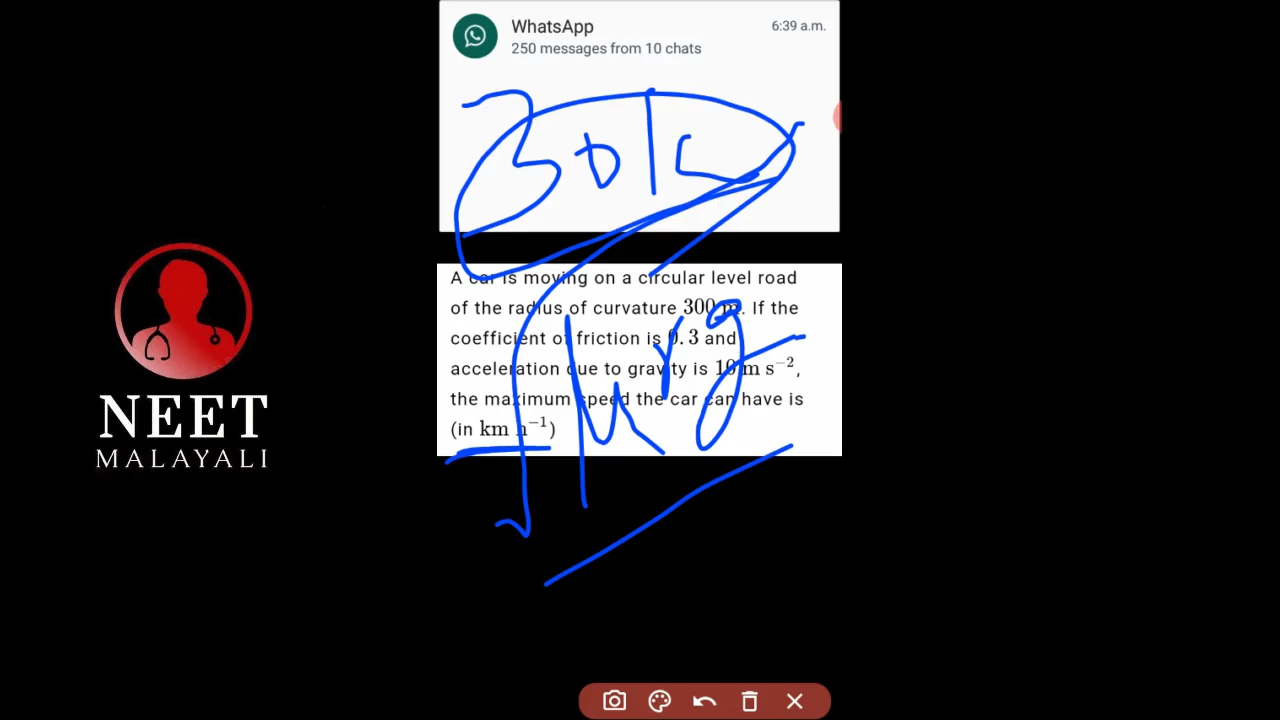 WhatsApp 6:39 a.m.
250 messages from 10 chats
A car is moving on a circular level road
of the radius of curvature 300 m. If the
coefficient of friction is 0.3 and
acceleration due to gravity is 10 m s⁻²,
the maximum speed the car can have is
(in km h⁻¹)
√μrg
NEET
MALAYALI